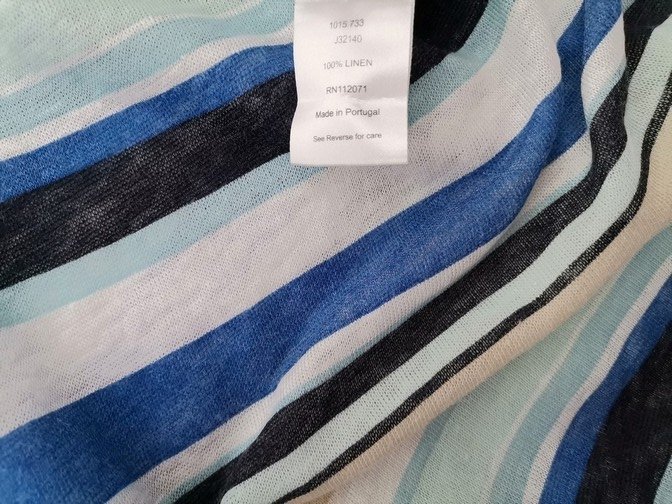 1015.733
J32140
100% LINEN
RN112071
Made in Portugal
See Reverse for care